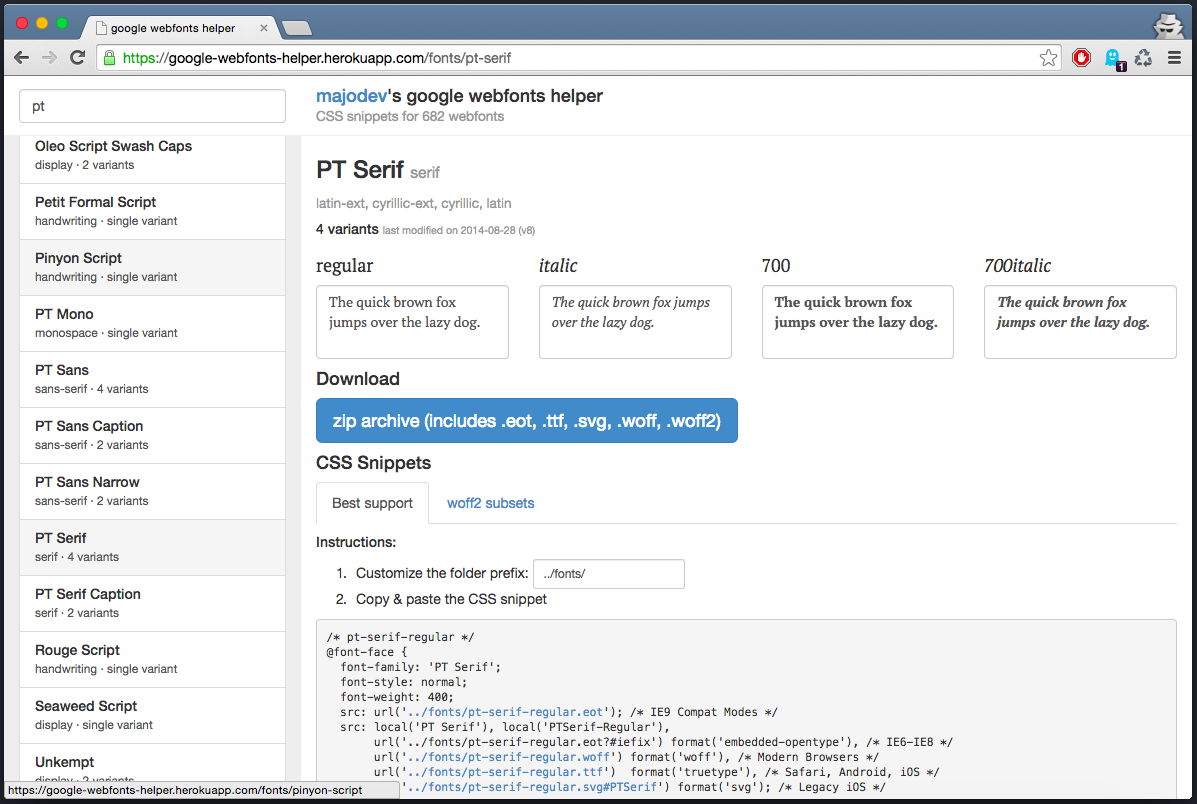 google webfonts helper
https://google-webfonts-helper.herokuapp.com/fonts/pt-serif
1
pt
majodev's google webfonts helper
CSS snippets for 682 webfonts
Oleo Script Swash Caps
display · 2 variants
Petit Formal Script
handwriting · single variant
Pinyon Script
handwriting · single variant
PT Mono
monospace · single variant
PT Sans
sans-serif · 4 variants
PT Sans Caption
sans-serif · 2 variants
PT Sans Narrow
sans-serif · 2 variants
PT Serif
serif · 4 variants
PT Serif Caption
serif · 2 variants
Rouge Script
handwriting · single variant
Seaweed Script
display · single variant
Unkempt
display · 2 variants
PT Serif serif
latin-ext, cyrillic-ext, cyrillic, latin
4 variants last modified on 2014-08-28 (v8)
regular
The quick brown fox
jumps over the lazy dog.
italic
The quick brown fox jumps
over the lazy dog.
700
The quick brown fox
jumps over the lazy dog.
700italic
The quick brown fox
jumps over the lazy dog.
Download
zip archive (includes .eot, .ttf, .svg, .woff, .woff2)
CSS Snippets
Best support
woff2 subsets
Instructions:
1. Customize the folder prefix: ../fonts/
2. Copy & paste the CSS snippet
/* pt-serif-regular */
@font-face {
font-family: 'PT Serif';
font-style: normal;
font-weight: 400;
src: url('../fonts/pt-serif-regular.eot'); /* IE9 Compat Modes */
src: local('PT Serif'), local('PTSerif-Regular'),
url('../fonts/pt-serif-regular.eot?#iefix') format('embedded-opentype'), /* IE6-IE8 */
url('../fonts/pt-serif-regular.woff') format('woff'), /* Modern Browsers */
url('../fonts/pt-serif-regular.ttf') format('truetype'), /* Safari, Android, iOS */
'../fonts/pt-serif-regular.svg#PTSerif') format('svg'); /* Legacy iOS */
https://google-webfonts-helper.herokuapp.com/fonts/pinyon-script